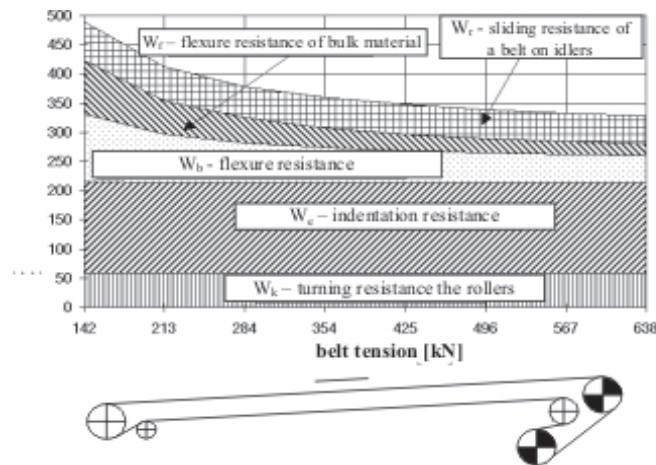 500
450
400
350
300
250
200
150
100
50
0
Wf – flexure resistance of bulk material
Wr - sliding resistance of
a belt on idlers
Wb - flexure resistance
We – indentation resistance
Wk – turning resistance the rollers
142 213 284 354 425 496 567 638
belt tension [kN]